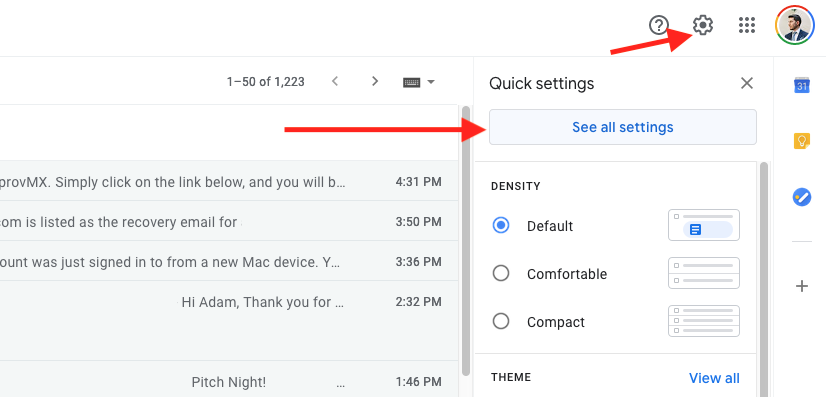 1–50 of 1,223
Quick settings
31
See all settings
provMX. Simply click on the link below, and you will b… 4:31 PM
com is listed as the recovery email for 3:50 PM
ount was just signed in to from a new Mac device. Y… 3:36 PM
Hi Adam, Thank you for … 2:32 PM
Pitch Night! … 1:46 PM
DENSITY
Default
Comfortable
Compact
THEME View all